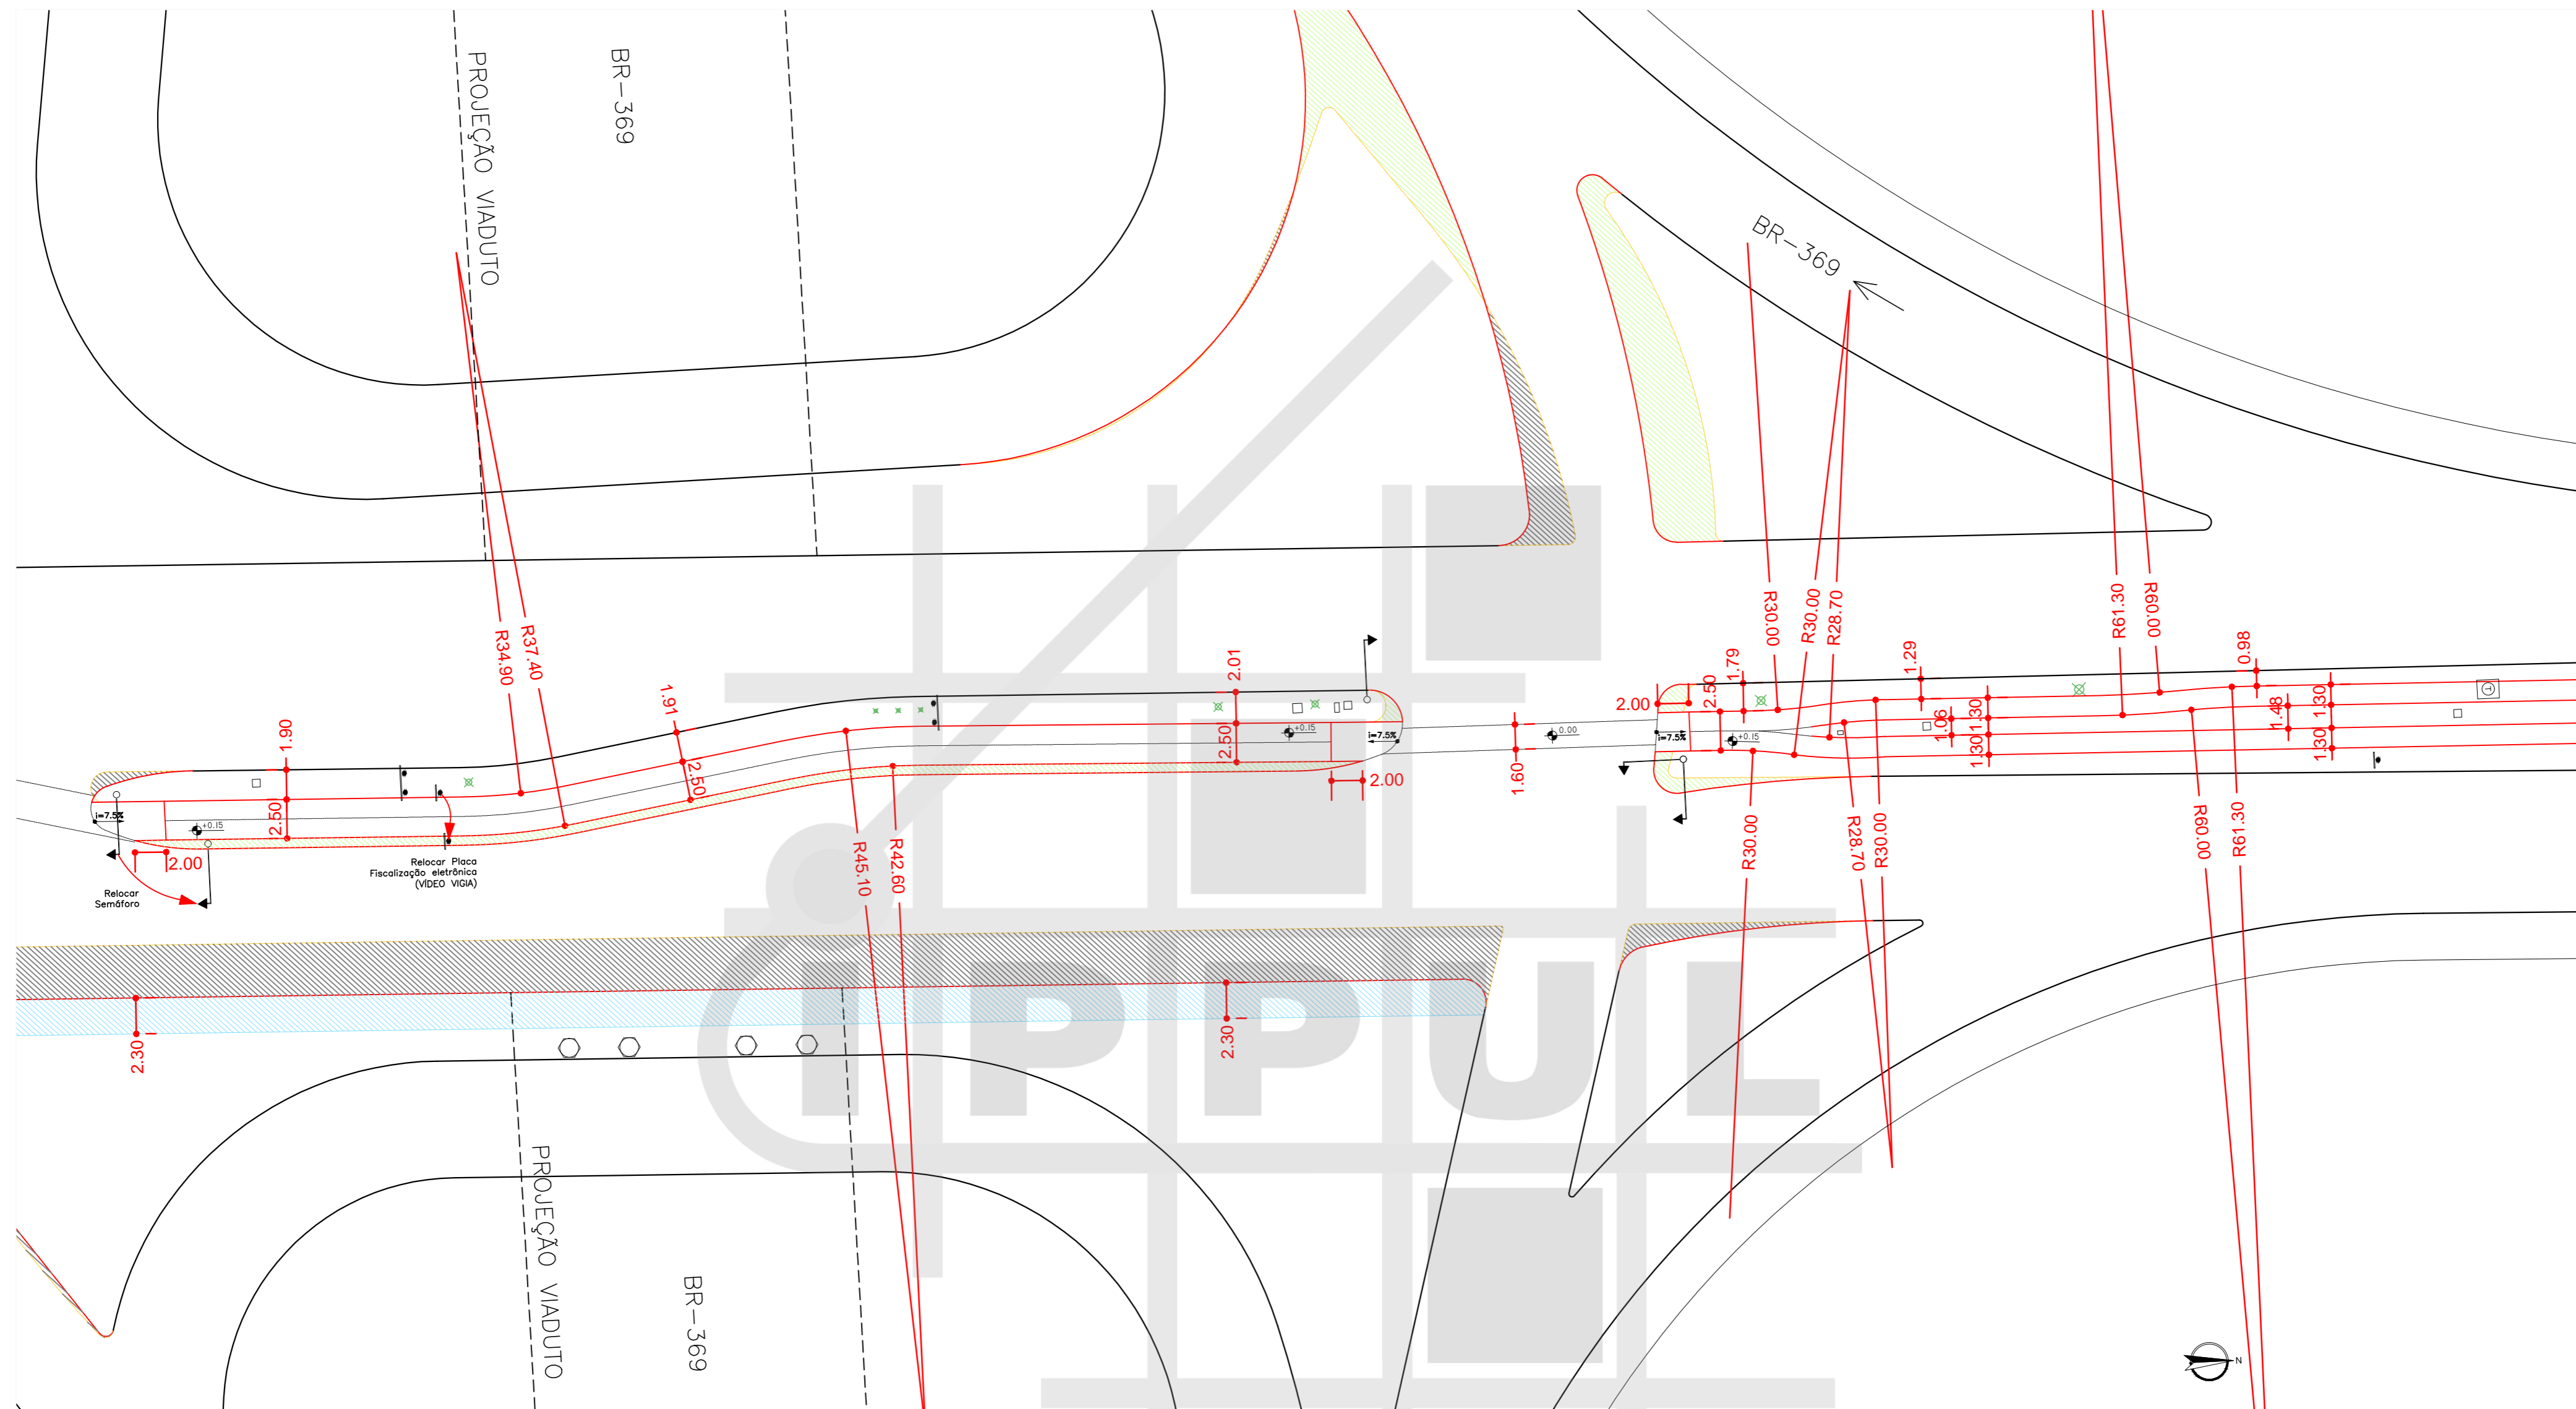 PROJEÇÃO VIADUTO
BR-369
BR-369
R34.90
R37.40
R30.00
R30.00
R28.70
R61.30
R60.00
1.90
2.50
1.91
2.50
2.01
2.50
+0.15
i=7.5%
2.00
+0.15
i=7.5%
2.00
1.60
0.00
2.00
2.50
1.79
i=7.5%
+0.15
1.29
1.06
1.30
1.30
0.98
1.48
1.30
1.30
T
Relocar
Semáforo
Relocar Placa
Fiscalização eletrônica
(VÍDEO VIGIA)
R45.10
R42.60
R30.00
R28.70
R30.00
R60.00
R61.30
2.30
2.30
IPPUL
PROJEÇÃO VIADUTO
BR-369
N